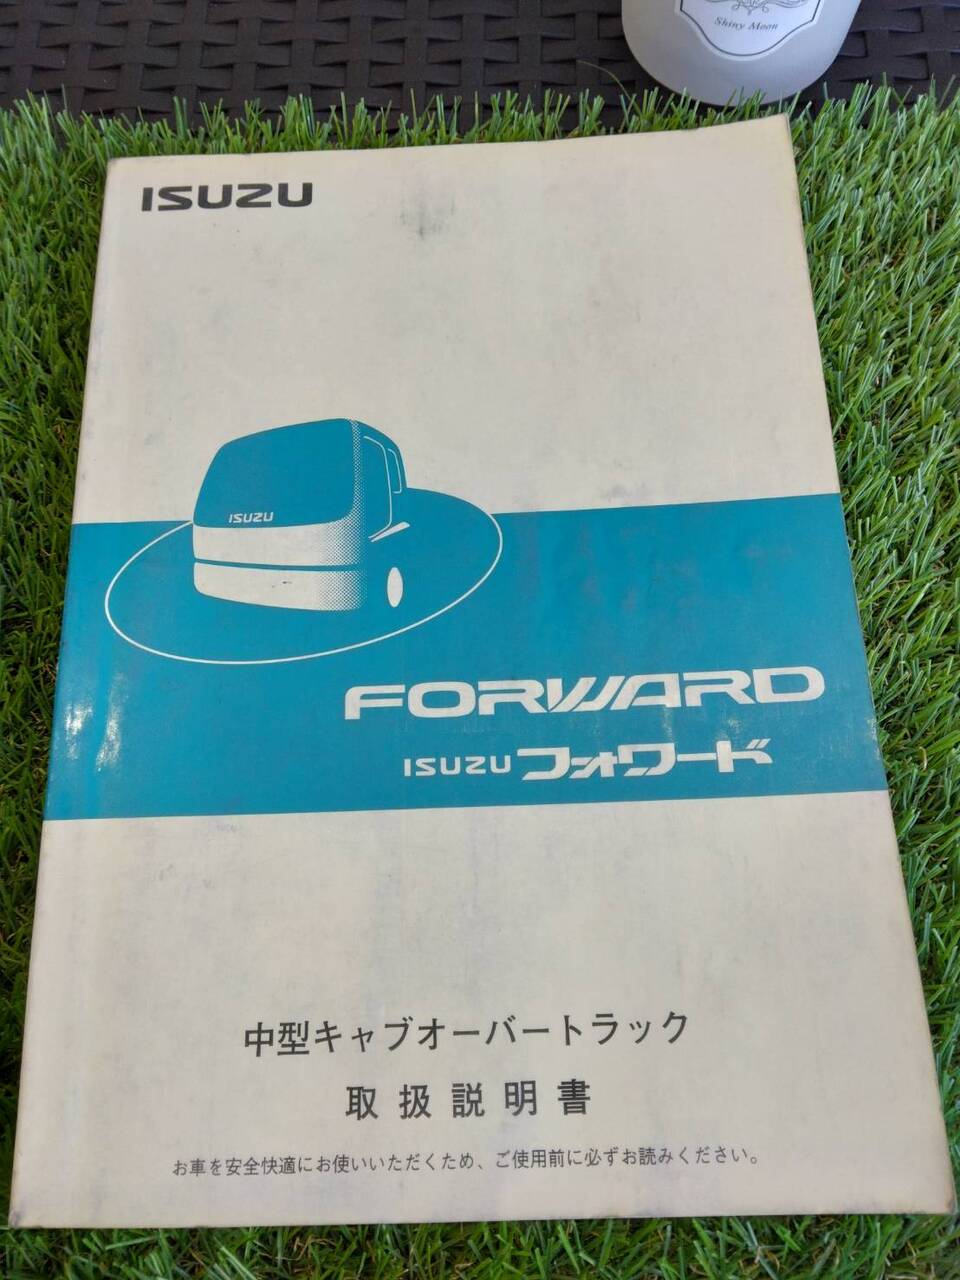 Shiny Moon
ISUZU
ISUZU
FORWARD
ISUZU フォワード
中型キャブオーバートラック
取扱説明書
お車を安全快適にお使いいただくため、ご使用前に必ずお読みください。